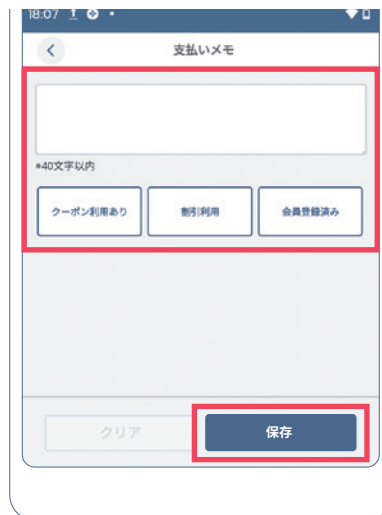 18:07
支払いメモ
*40文字以内
クーポン利用あり 割引利用 会員登録済み
クリア 保存